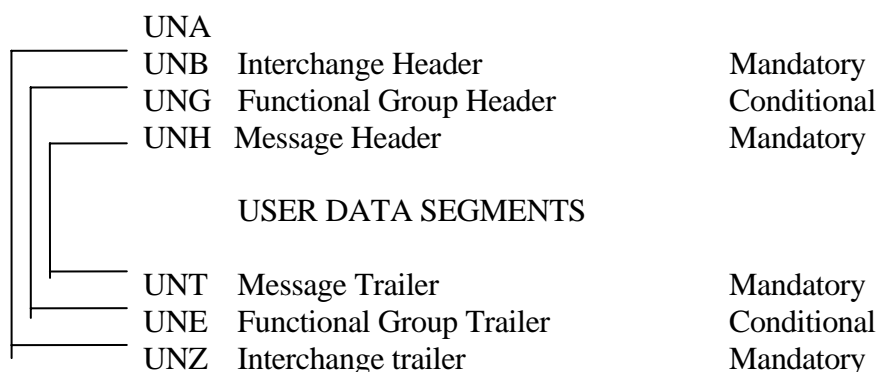 UNA
UNB Interchange Header Mandatory
UNG Functional Group Header Conditional
UNH Message Header Mandatory
USER DATA SEGMENTS
UNT Message Trailer Mandatory
UNE Functional Group Trailer Conditional
UNZ Interchange trailer Mandatory